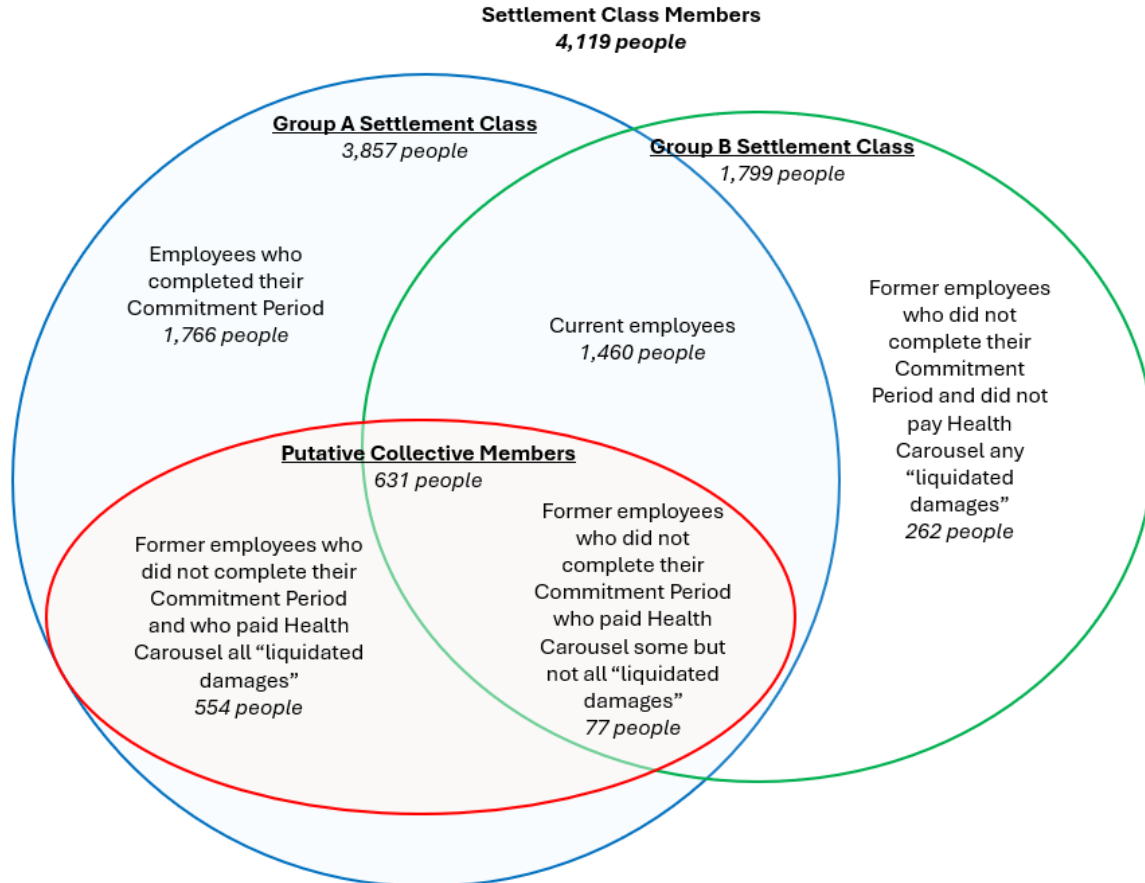 Settlement Class Members
4,119 people
Group A Settlement Class
3,857 people
Group B Settlement Class
1,799 people
Employees who
completed their
Commitment Period
1,766 people
Current employees
1,460 people
Former employees
who did not
complete their
Commitment
Period and did not
pay Health
Carousel any
“liquidated
damages”
262 people
Putative Collective Members
631 people
Former employees who
did not complete their
Commitment Period
and who paid Health
Carousel all “liquidated
damages”
554 people
Former employees
who did not
complete their
Commitment Period
who paid Health
Carousel some but
not all “liquidated
damages”
77 people